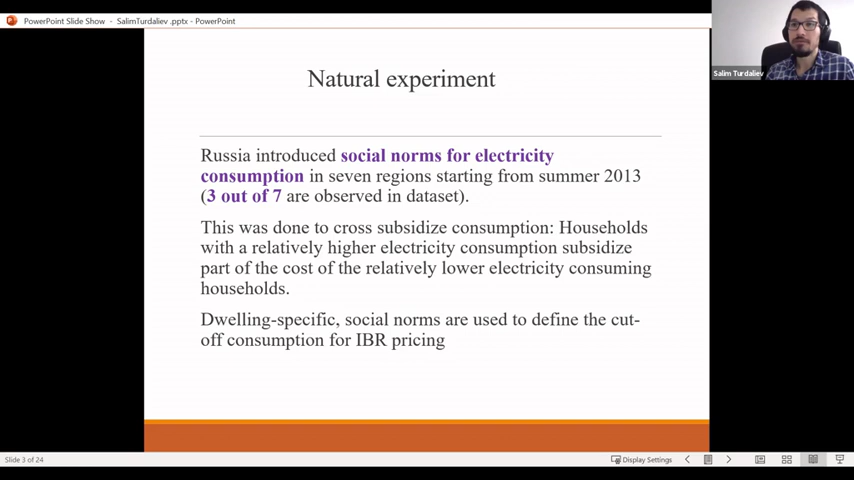 PowerPoint Slide Show - SalimTurdaliev .pptx - PowerPoint
Salim Turdaliev
Natural experiment
Russia introduced social norms for electricity
consumption in seven regions starting from summer 2013
(3 out of 7 are observed in dataset).
This was done to cross subsidize consumption: Households
with a relatively higher electricity consumption subsidize
part of the cost of the relatively lower electricity consuming
households.
Dwelling-specific, social norms are used to define the cut-
off consumption for IBR pricing
Slide 3 of 24
Display Settings